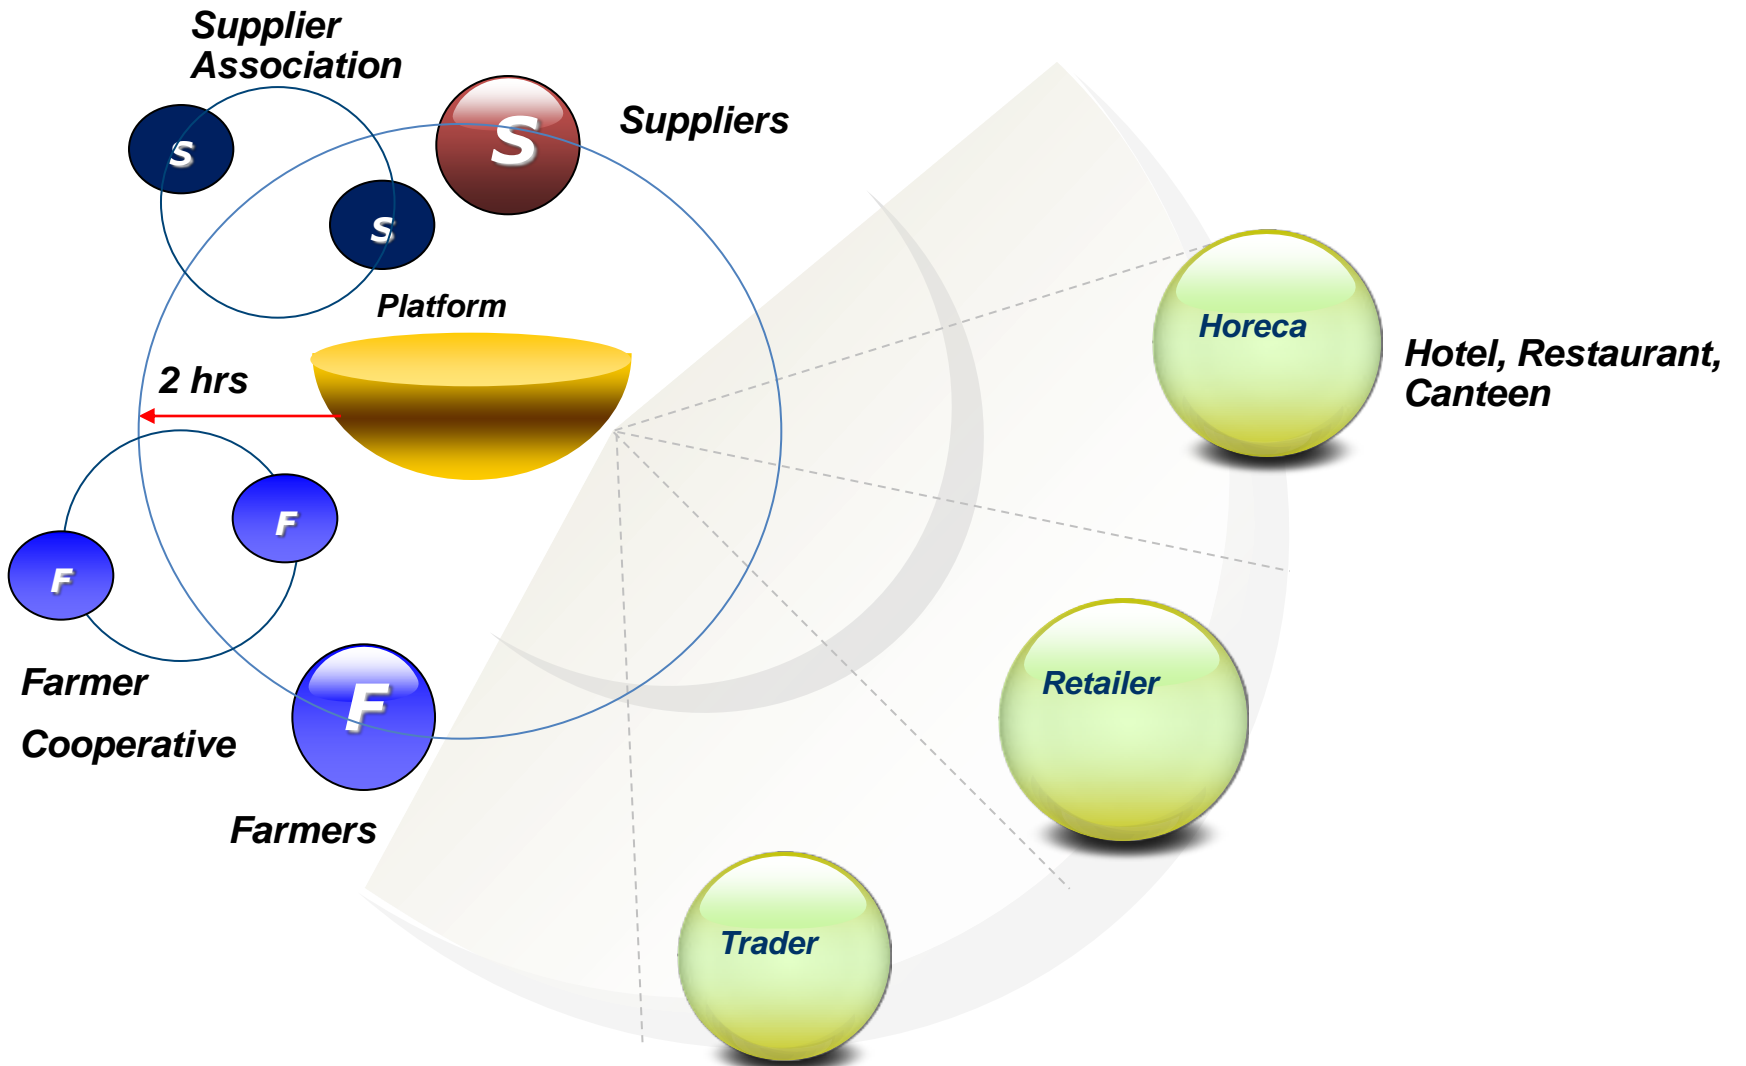 Supplier
Association
S
S
S
Suppliers
Platform
2 hrs
F
F
Farmer
Cooperative
F
Farmers
Horeca
Hotel, Restaurant,
Canteen
Retailer
Trader